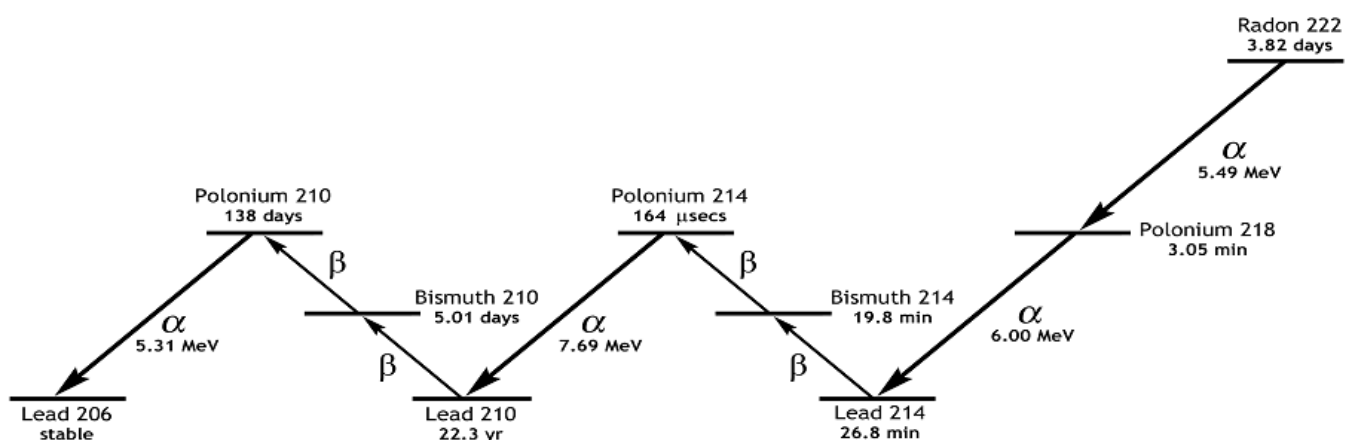 Radon 222
3.82 days
α
5.49 MeV
Polonium 210
138 days
Polonium 214
164 μsecs
Polonium 218
3.05 min
β
β
Bismuth 210
5.01 days
Bismuth 214
19.8 min
α
5.31 MeV
α
7.69 MeV
α
6.00 MeV
β
β
Lead 206
stable
Lead 210
22.3 yr
Lead 214
26.8 min